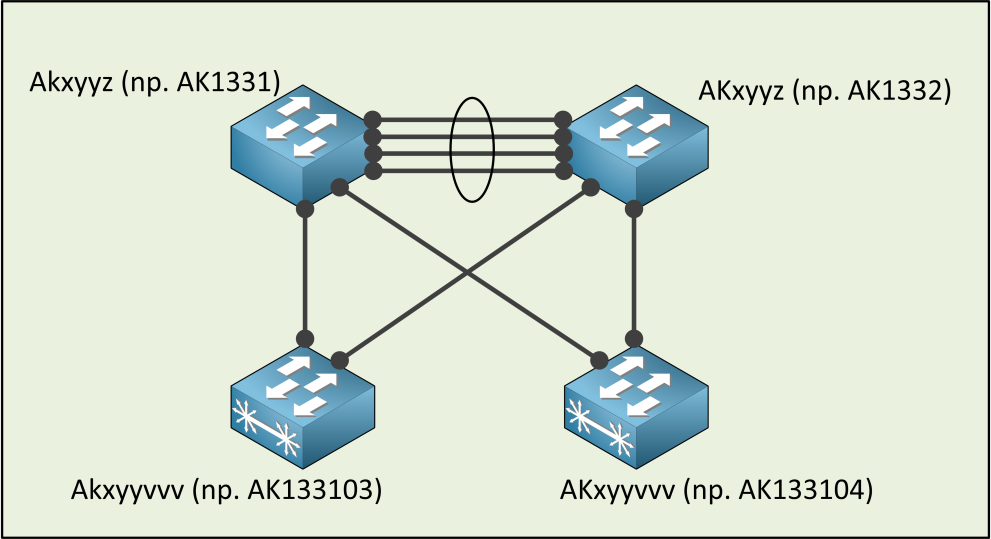 Akxyyz (np. AK1331)
AKxyyz (np. AK1332)
Akxyyvvv (np. AK133103)
AKxyyvvv (np. AK133104)